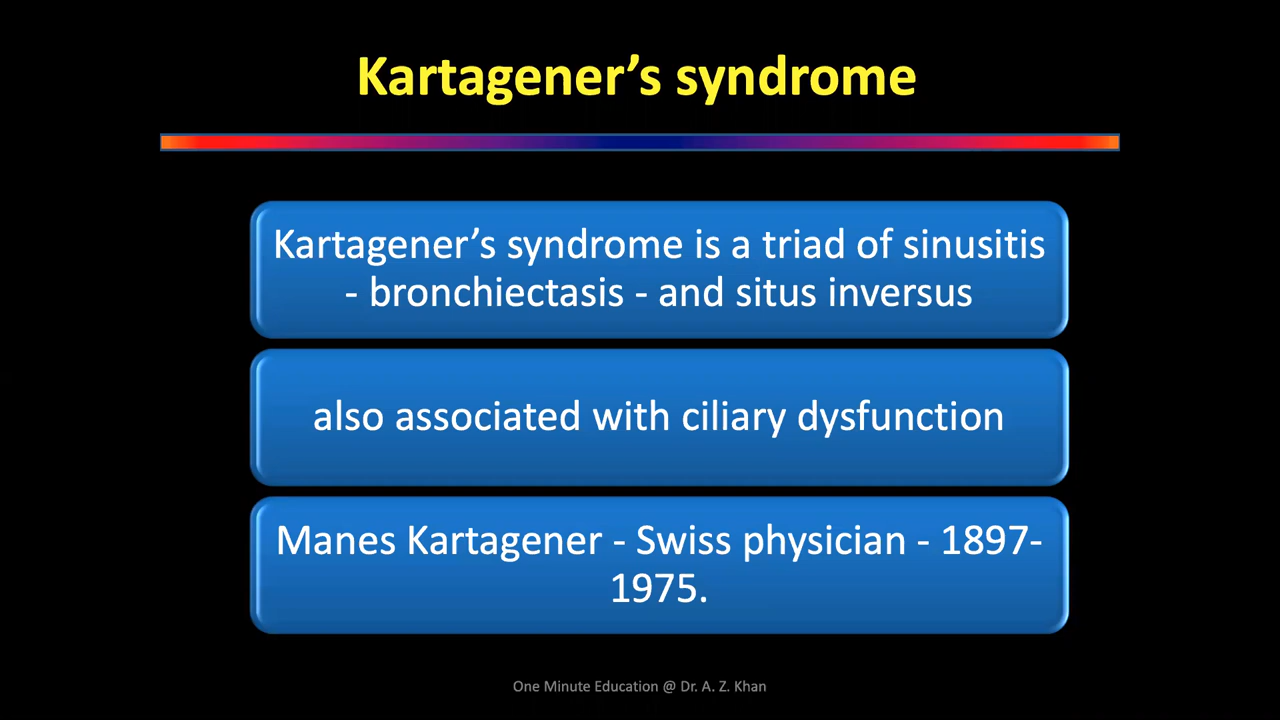 Kartagener’s syndrome
Kartagener’s syndrome is a triad of sinusitis
- bronchiectasis - and situs inversus
also associated with ciliary dysfunction
Manes Kartagener - Swiss physician - 1897-
1975.
One Minute Education @ Dr. A. Z. Khan